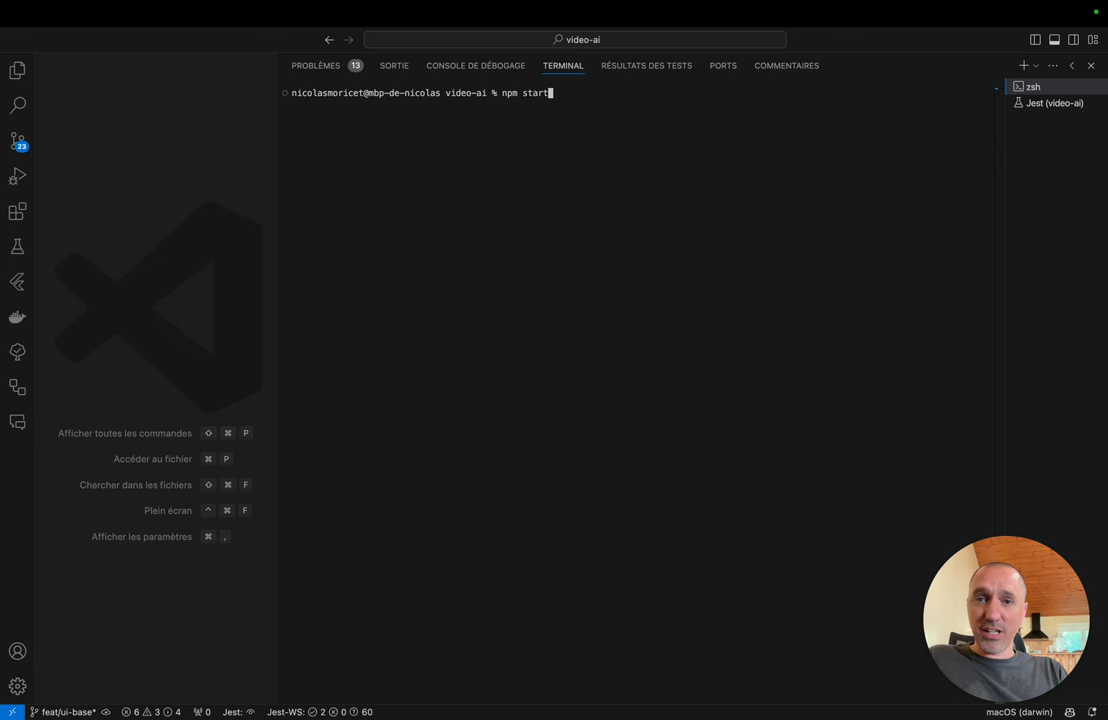 video-ai
PROBLÈMES 13 SORTIE CONSOLE DE DÉBOGAGE TERMINAL RÉSULTATS DES TESTS PORTS COMMENTAIRES
nicolasmoricet@mbp-de-nicolas video-ai % npm start
zsh
Jest (video-ai)
23
Afficher toutes les commandes ⇧ ⌘ P
Accéder au fichier ⌘ P
Chercher dans les fichiers ⇧ ⌘ F
Plein écran ^ ⌘ F
Afficher les paramètres ⌘ ,
feat/ui-base* 6 3 4 0 Jest: Jest-WS: 2 0 60 macOS (darwin)